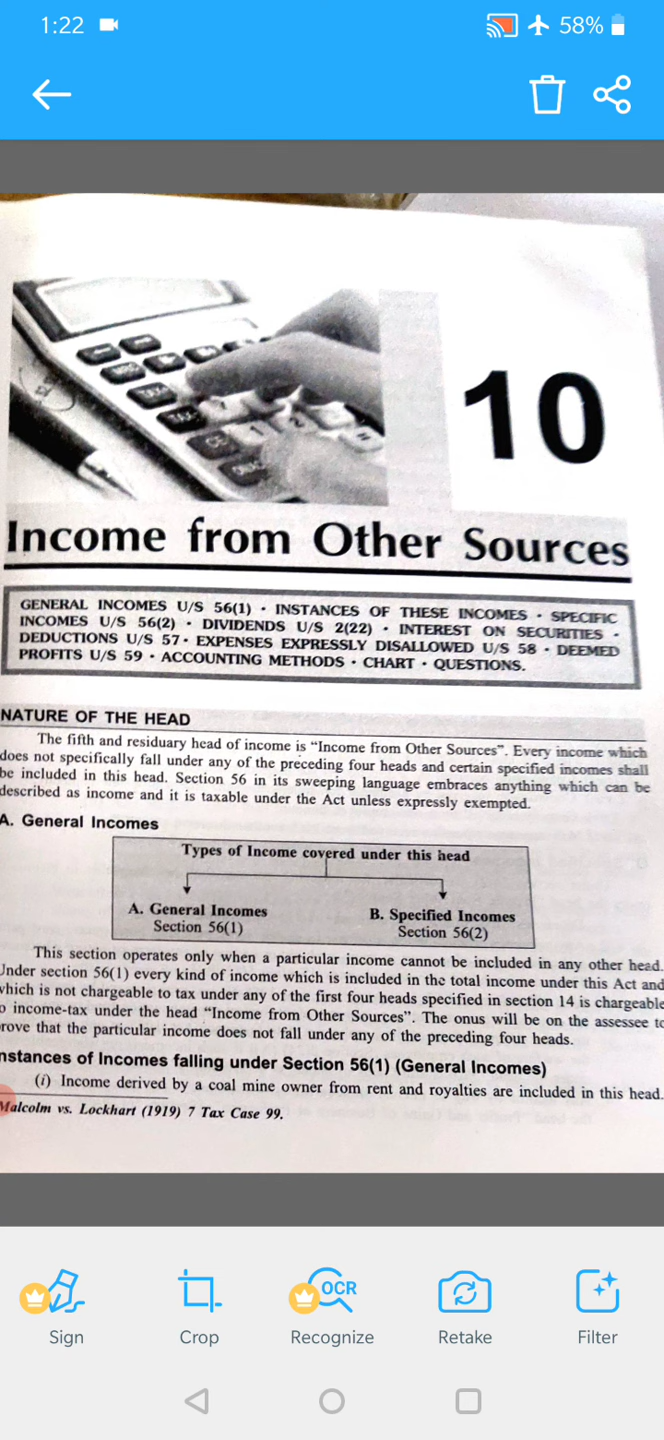 1:22
58%
10
Income from Other Sources
GENERAL INCOMES U/S 56(1) • INSTANCES OF THESE INCOMES • SPECIFIC
INCOMES U/S 56(2) • DIVIDENDS U/S 2(22) • INTEREST ON SECURITIES •
DEDUCTIONS U/S 57 • EXPENSES EXPRESSLY DISALLOWED U/S 58 • DEEMED
PROFITS U/S 59 • ACCOUNTING METHODS • CHART • QUESTIONS.
NATURE OF THE HEAD
The fifth and residuary head of income is “Income from Other Sources”. Every income which
does not specifically fall under any of the preceding four heads and certain specified incomes shall
be included in this head. Section 56 in its sweeping language embraces anything which can be
described as income and it is taxable under the Act unless expressly exempted.
A. General Incomes
Types of Income covered under this head
A. General Incomes
Section 56(1)
B. Specified Incomes
Section 56(2)
This section operates only when a particular income cannot be included in any other head.
Under section 56(1) every kind of income which is included in the total income under this Act and
which is not chargeable to tax under any of the first four heads specified in section 14 is chargeable
o income-tax under the head “Income from Other Sources”. The onus will be on the assessee to
rove that the particular income does not fall under any of the preceding four heads.
nstances of Incomes falling under Section 56(1) (General Incomes)
(i) Income derived by a coal mine owner from rent and royalties are included in this head.
Malcolm vs. Lockhart (1919) 7 Tax Case 99.
OCR
Sign
Crop
Recognize
Retake
Filter